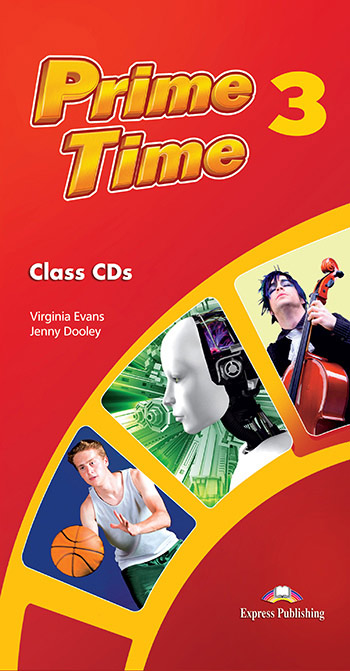 Prime
Time 3
Class CDs
Virginia Evans
Jenny Dooley
Express Publishing